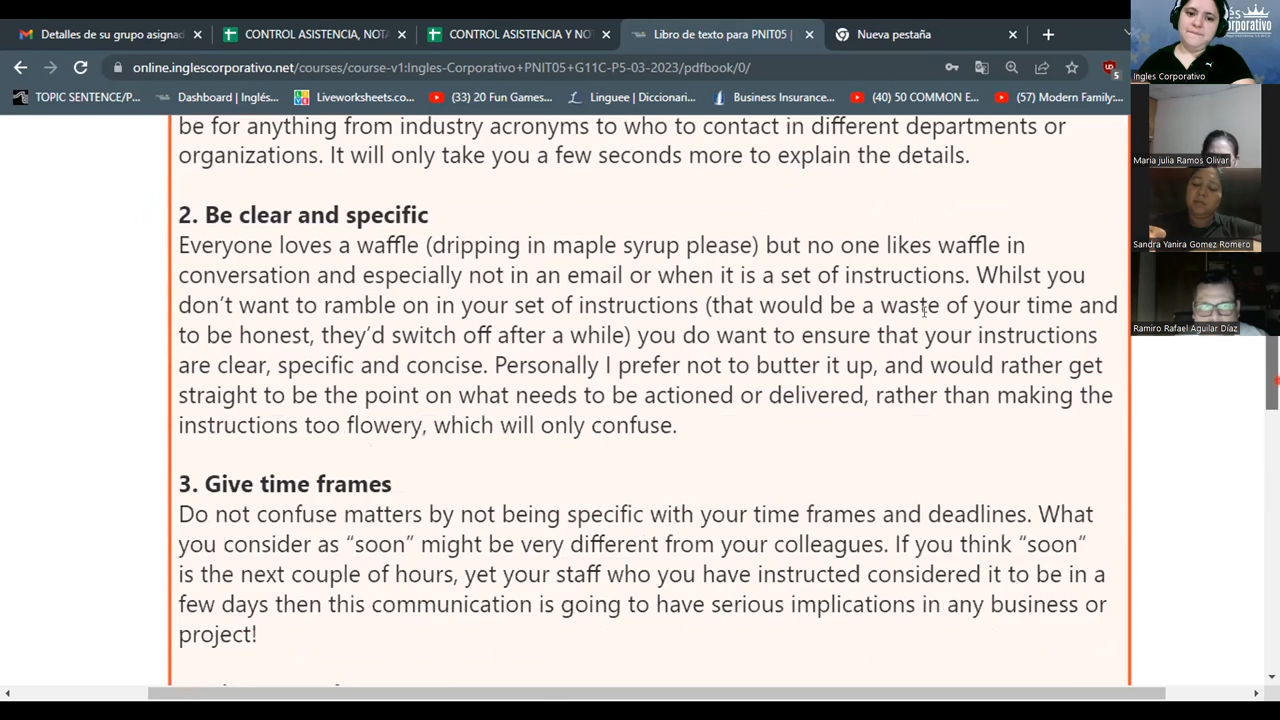 Detalles de su grupo asignad
CONTROL ASISTENCIA, NOTA
CONTROL ASISTENCIA Y NO
Libro de texto para PNIT05 |
Nueva pestaña
online.inglescorporativo.net/courses/course-v1:Ingles-Corporativo+PNIT05+G11C-P5-03-2023/pdfbook/0/
5
TOPIC SENTENCE/P...
Dashboard | Inglés...
Liveworksheets.co...
(33) 20 Fun Games...
Linguee | Diccionari...
Business Insurance...
(40) 50 COMMON E...
(57) Modern Family:...
be for anything from industry acronyms to who to contact in different departments or
organizations. It will only take you a few seconds more to explain the details.
2. Be clear and specific
Everyone loves a waffle (dripping in maple syrup please) but no one likes waffle in
conversation and especially not in an email or when it is a set of instructions. Whilst you
don't want to ramble on in your set of instructions (that would be a waste of your time and
to be honest, they'd switch off after a while) you do want to ensure that your instructions
are clear, specific and concise. Personally I prefer not to butter it up, and would rather get
straight to be the point on what needs to be actioned or delivered, rather than making the
instructions too flowery, which will only confuse.
3. Give time frames
Do not confuse matters by not being specific with your time frames and deadlines. What
you consider as “soon” might be very different from your colleagues. If you think “soon”
is the next couple of hours, yet your staff who you have instructed considered it to be in a
few days then this communication is going to have serious implications in any business or
project!
Ingles Corporativo
Maria julia Ramos Olivar
Sandra Yanira Gomez Romero
Ramiro Rafael Aguilar Díaz